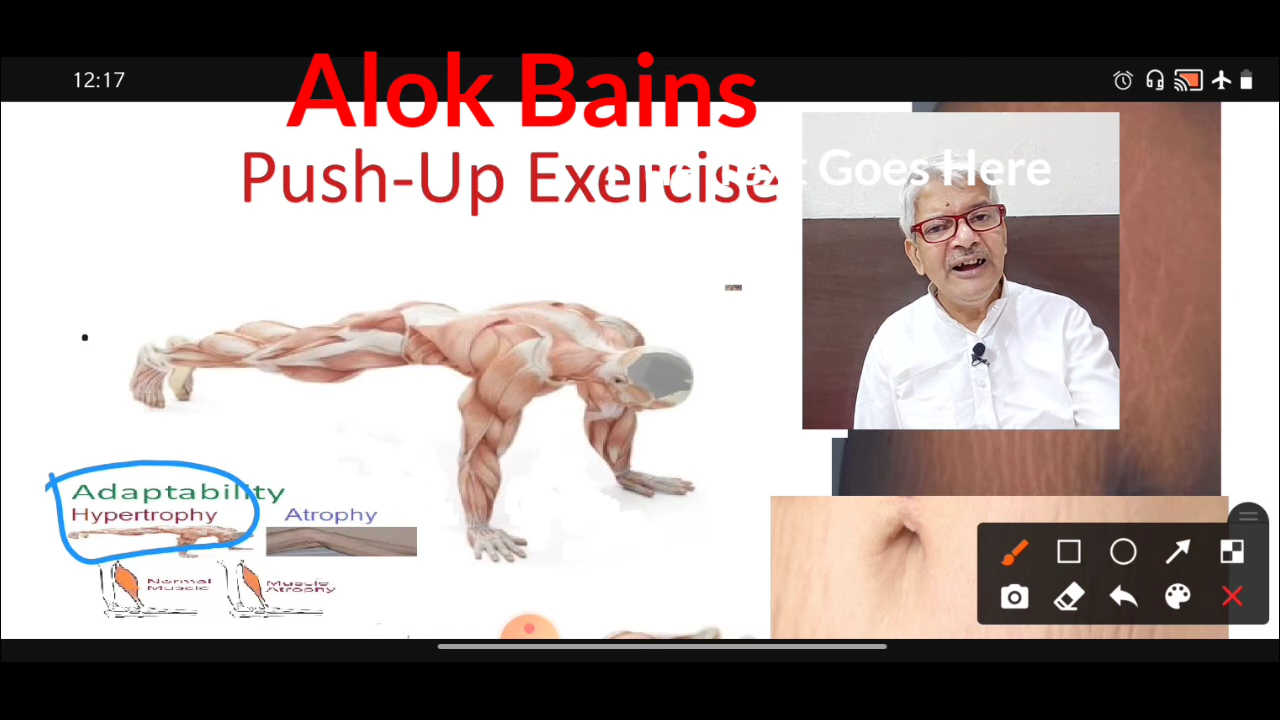 12:17
Alok Bains
Push-Up Exercise
Goes Here
Adaptability
Hypertrophy
Atrophy
Normal
Muscle
Muscle
Atrophy